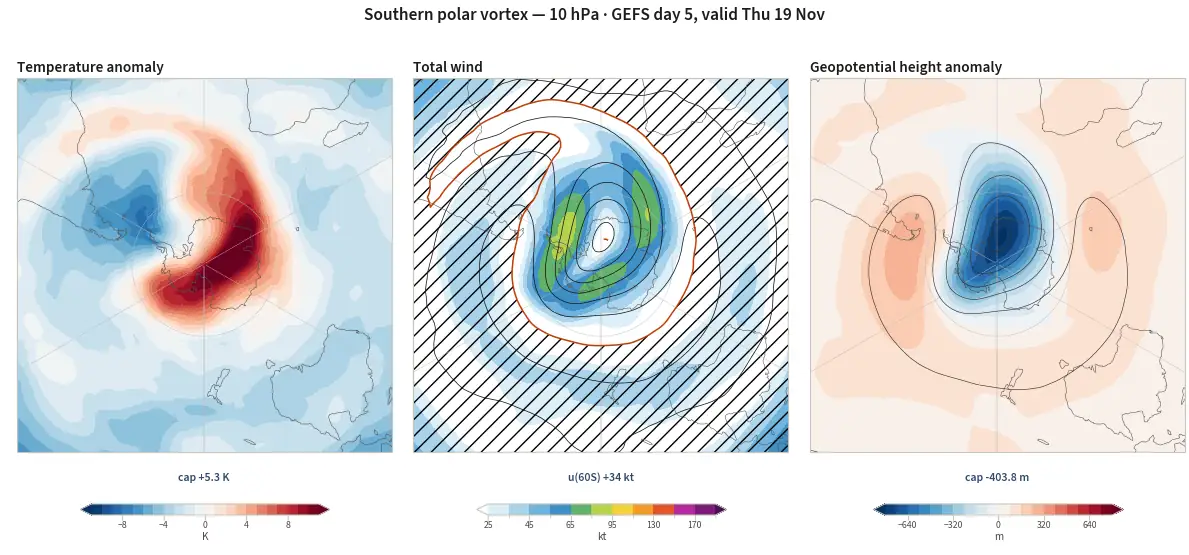 Southern polar vortex — 10 hPa · GEFS day 5, valid Thu 19 Nov
Temperature anomaly
Total wind
Geopotential height anomaly
cap +5.3 K
u(60S) +34 kt
cap -403.8 m
−8 −4 0 4 8
K
25 45 65 95 130 170
kt
−640 −320 0 320 640
m